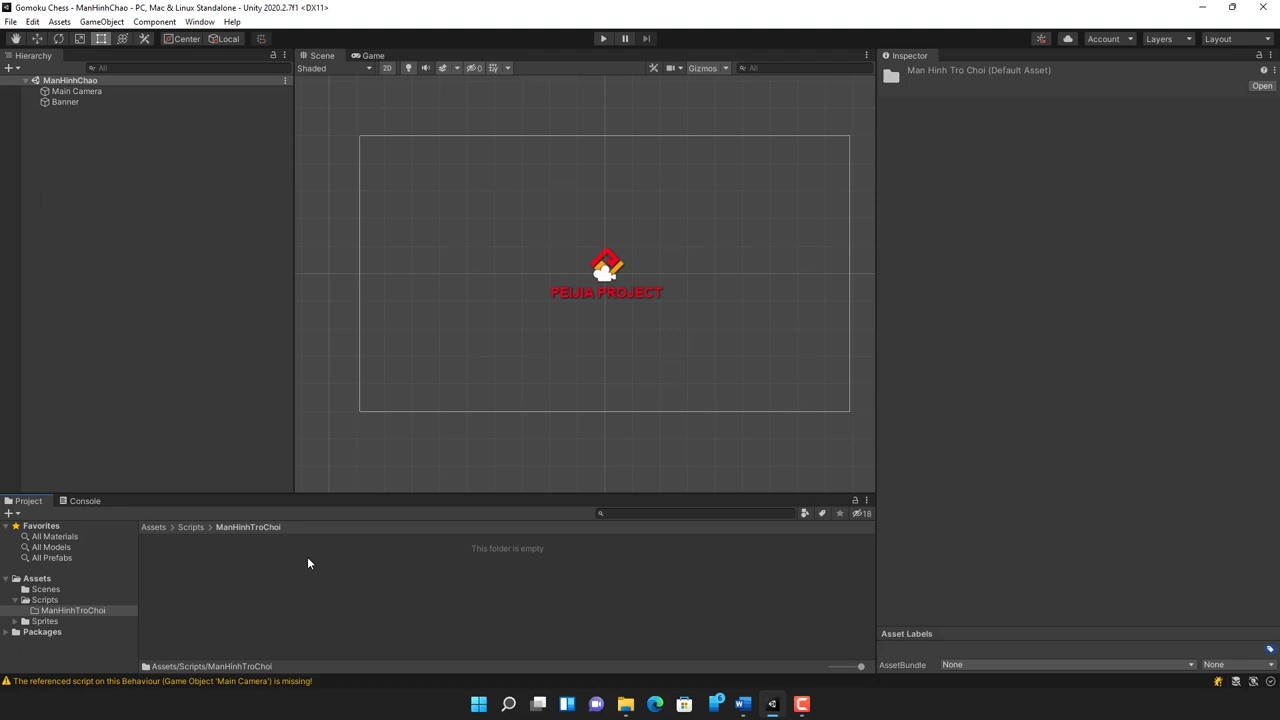 Gomoku Chess - ManHinhChao - PC, Mac & Linux Standalone - Unity 2020.2.7f1 <DX11>
File Edit Assets GameObject Component Window Help
Center Local Account Layers Layout
Hierarchy Scene Game Inspector
All Shaded 2D 0 Gizmos All
Man Hinh Tro Choi (Default Asset)
Open
ManHinhChao
Main Camera
Banner
PEIJIA PROJECT
Project Console
18
Favorites
All Materials
All Models
All Prefabs
Assets
Scenes
Scripts
ManHinhTroChoi
Sprites
Packages
Assets > Scripts > ManHinhTroChoi
This folder is empty
Assets/Scripts/ManHinhTroChoi
Asset Labels
AssetBundle None None
The referenced script on this Behaviour (Game Object 'Main Camera') is missing!
6